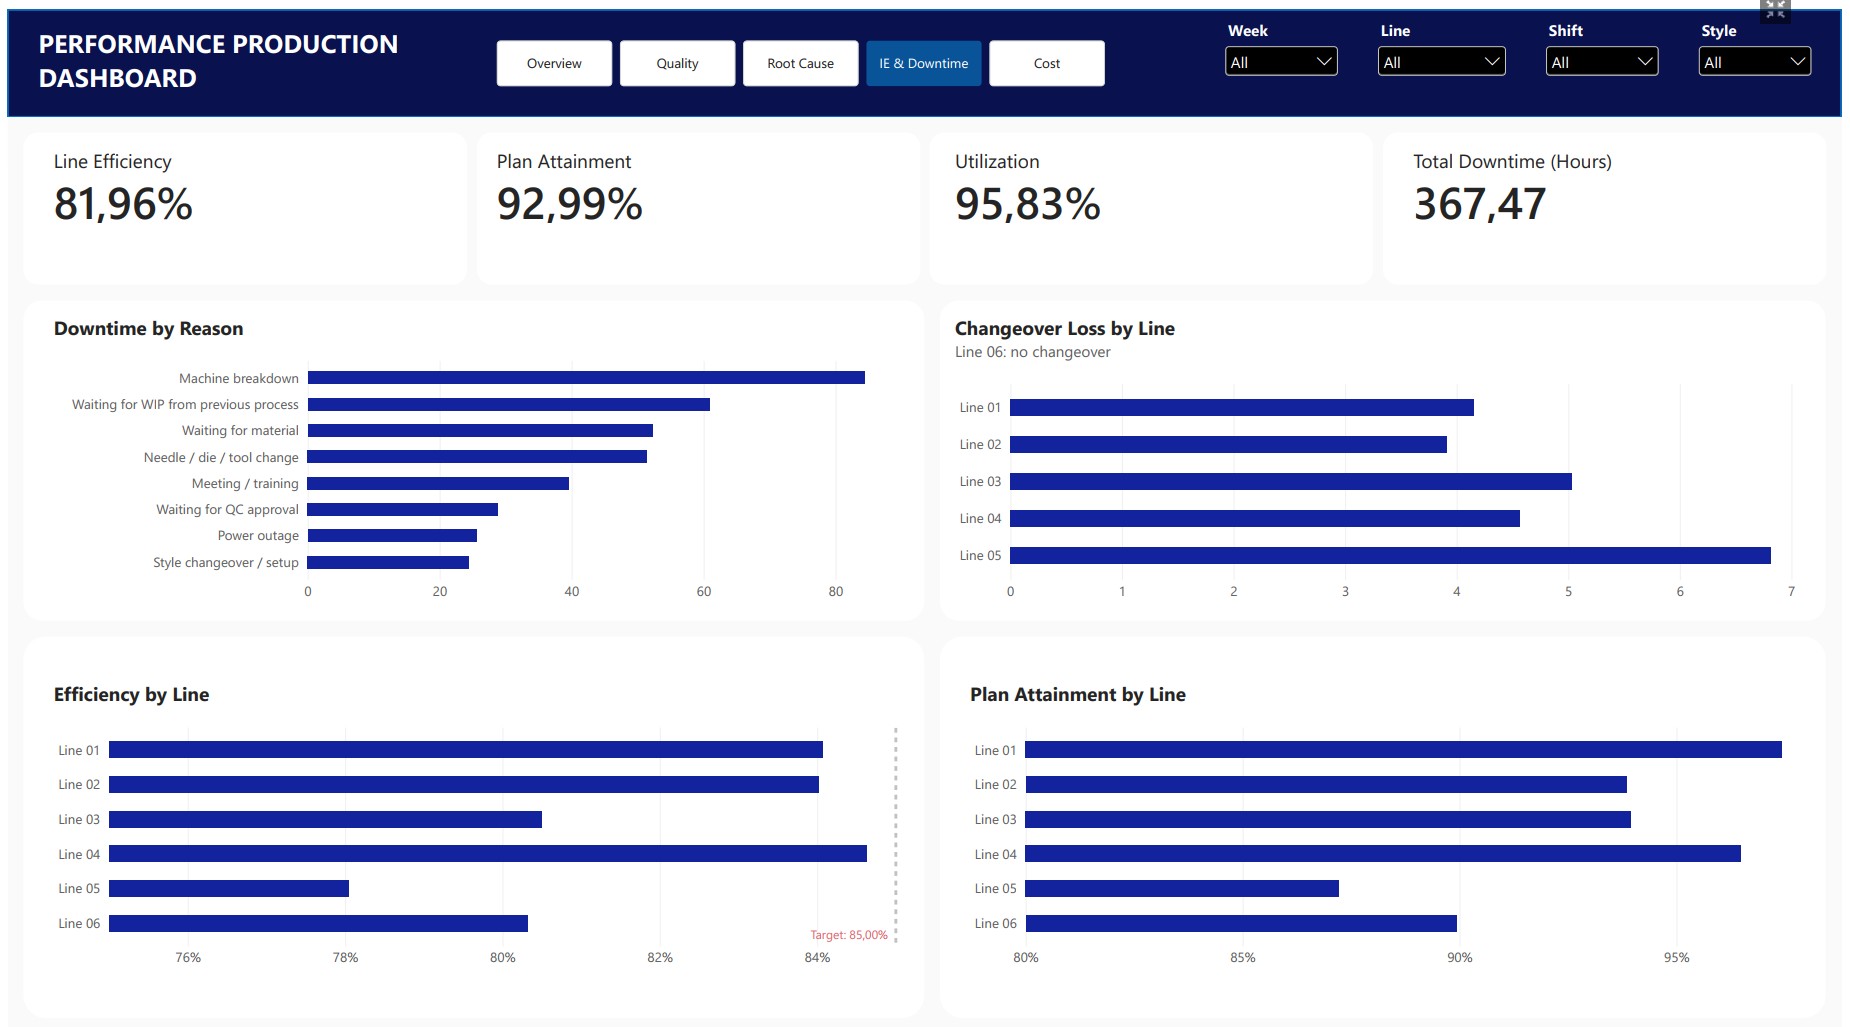 PERFORMANCE PRODUCTION
DASHBOARD
Overview
Quality
Root Cause
IE & Downtime
Cost
Week
All
Line
All
Shift
All
Style
All
Line Efficiency
81,96%
Plan Attainment
92,99%
Utilization
95,83%
Total Downtime (Hours)
367,47
Downtime by Reason
Machine breakdown
Waiting for WIP from previous process
Waiting for material
Needle / die / tool change
Meeting / training
Waiting for QC approval
Power outage
Style changeover / setup
0 20 40 60 80
Changeover Loss by Line
Line 06: no changeover
Line 01
Line 02
Line 03
Line 04
Line 05
0 1 2 3 4 5 6 7
Efficiency by Line
Line 01
Line 02
Line 03
Line 04
Line 05
Line 06
Target: 85,00%
76% 78% 80% 82% 84%
Plan Attainment by Line
Line 01
Line 02
Line 03
Line 04
Line 05
Line 06
80% 85% 90% 95%